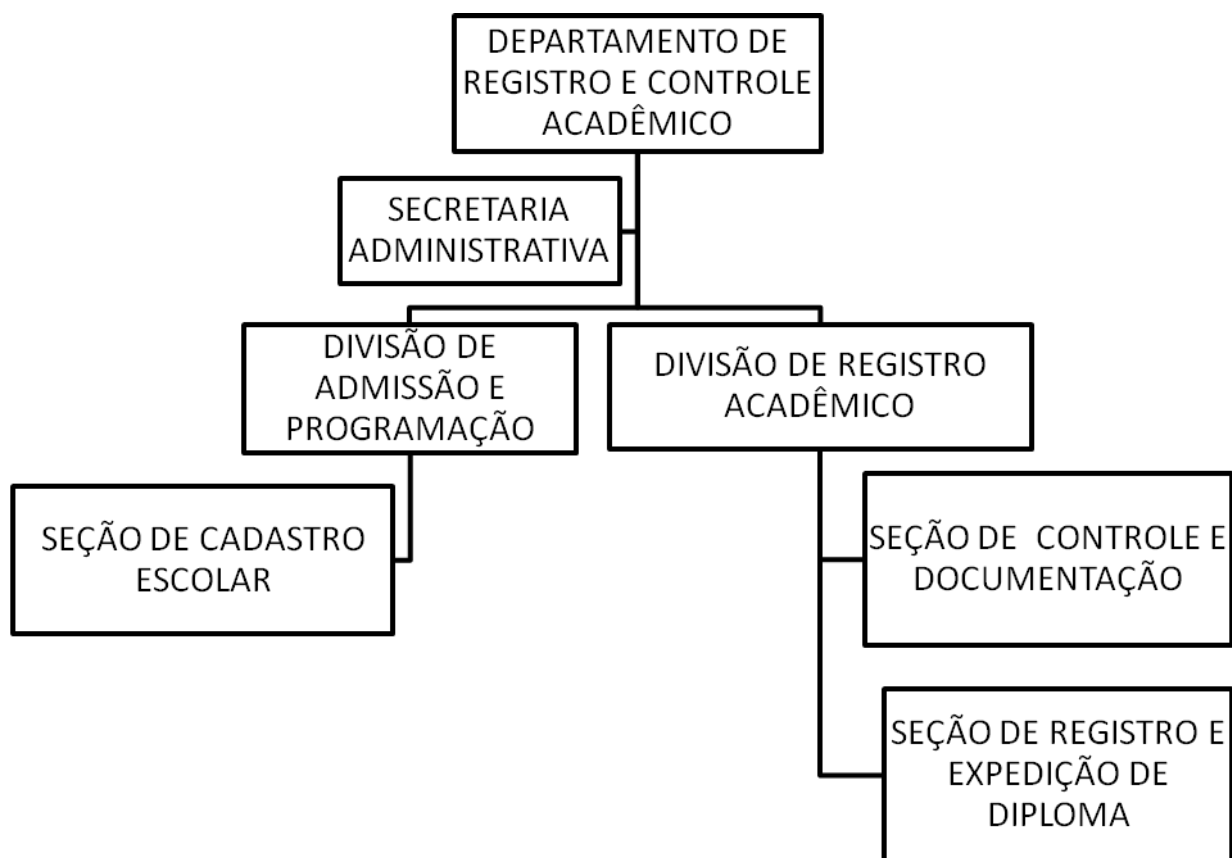 DEPARTAMENTO DE
REGISTRO E CONTROLE
ACADÊMICO
SECRETARIA
ADMINISTRATIVA
DIVISÃO DE
ADMISSÃO E
PROGRAMAÇÃO
DIVISÃO DE REGISTRO
ACADÊMICO
SEÇÃO DE CADASTRO
ESCOLAR
SEÇÃO DE CONTROLE E
DOCUMENTAÇÃO
SEÇÃO DE REGISTRO E
EXPEDIÇÃO DE
DIPLOMA